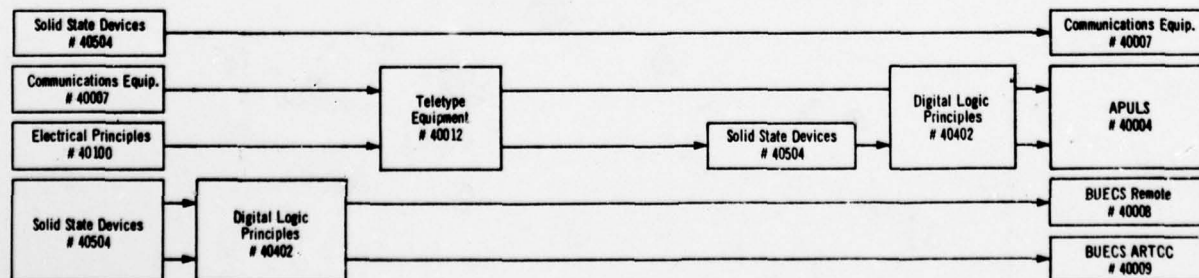 Solid State Devices
# 40504
Communications Equip.
# 40007
Communications Equip.
# 40007
Electrical Principles
# 40100
Teletype
Equipment
# 40012
Solid State Devices
# 40504
Digital Logic
Principles
# 40402
APULS
# 40004
Solid State Devices
# 40504
Digital Logic
Principles
# 40402
BUECS Remote
# 40008
BUECS ARTCC
# 40009